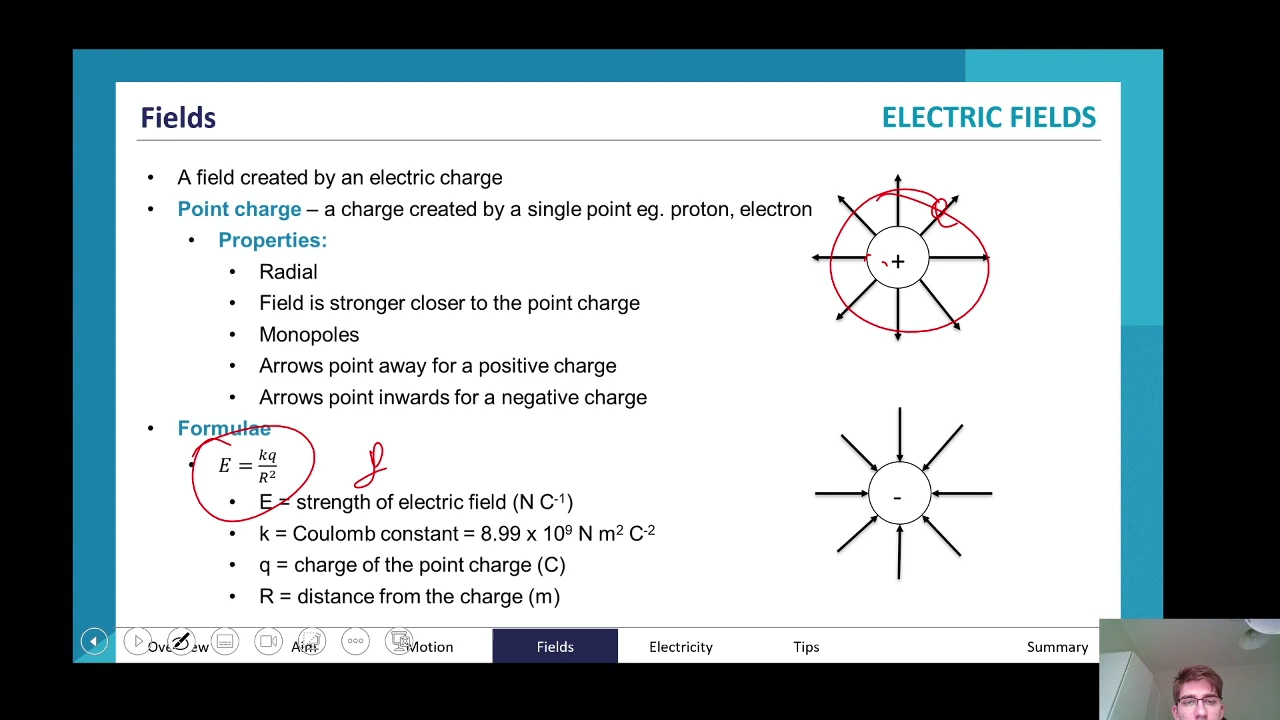 Fields
ELECTRIC FIELDS
• A field created by an electric charge
• Point charge – a charge created by a single point eg. proton, electron
• Properties:
• Radial
• Field is stronger closer to the point charge
• Monopoles
• Arrows point away for a positive charge
• Arrows point inwards for a negative charge
• Formulae
• E = kq/R²
• E = strength of electric field (N C⁻¹)
• k = Coulomb constant = 8.99 x 10⁹ N m² C⁻²
• q = charge of the point charge (C)
• R = distance from the charge (m)
+
-
Overview Aims Motion Fields Electricity Tips Summary